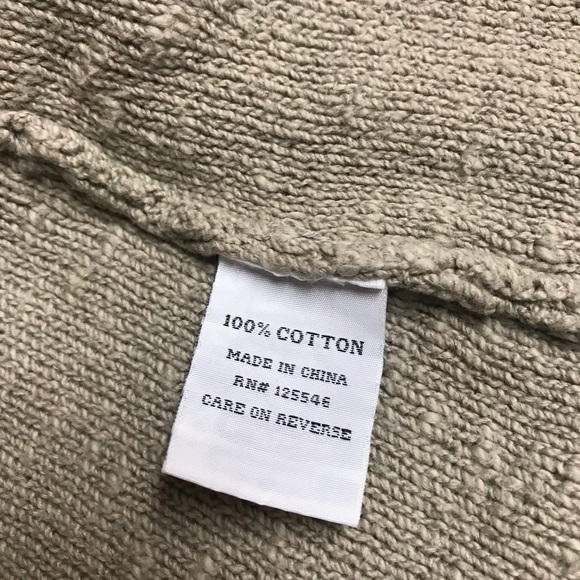 100% COTTON
MADE IN CHINA
RN# 125546
CARE ON REVERSE